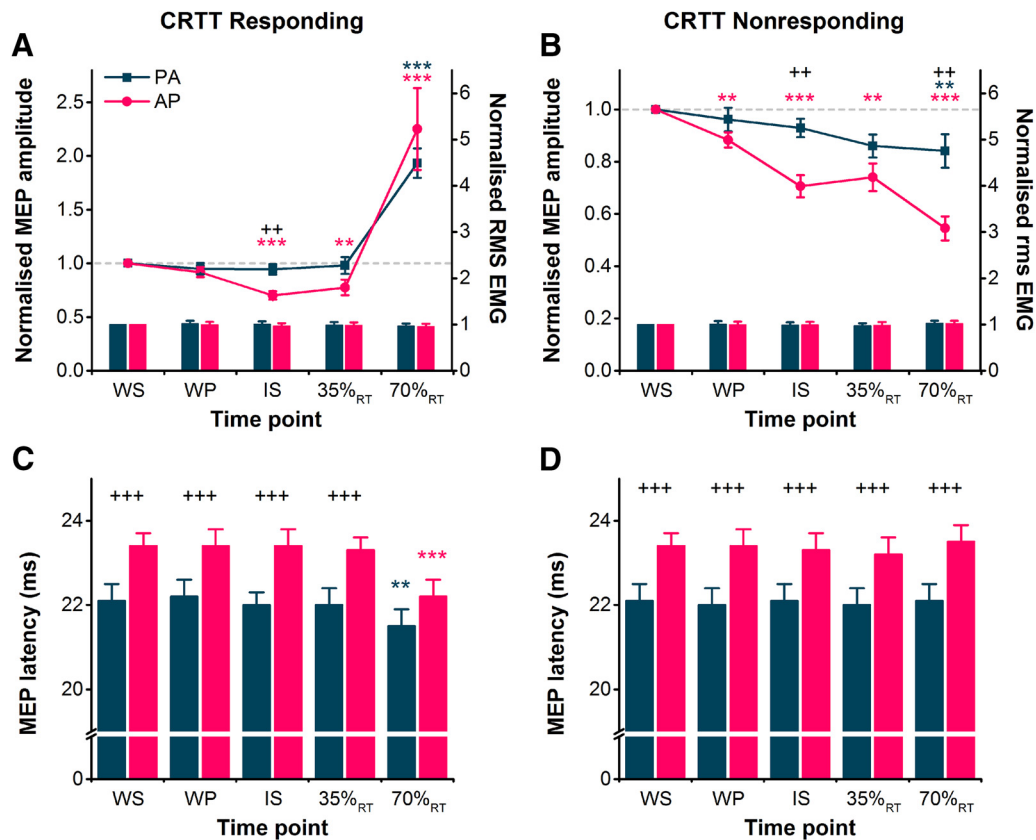 CRTT Responding
CRTT Nonresponding
A
PA
AP
***
***
++
***
**
Normalised MEP amplitude
2.5
2.0
1.5
1.0
0.5
0.0
Normalised RMS EMG
6
5
4
3
2
1
0
WS WP IS 35%RT 70%RT
Time point
B
++ ++
**
** *** ** ***
Normalised MEP amplitude
1.0
0.8
0.6
0.4
0.2
0.0
Normalised rms EMG
6
5
4
3
2
1
0
WS WP IS 35%RT 70%RT
Time point
C
+++ +++ +++ +++
** ***
MEP latency (ms)
24
22
20
0
WS WP IS 35%RT 70%RT
Time point
D
+++ +++ +++ +++ +++
MEP latency (ms)
24
22
20
0
WS WP IS 35%RT 70%RT
Time point